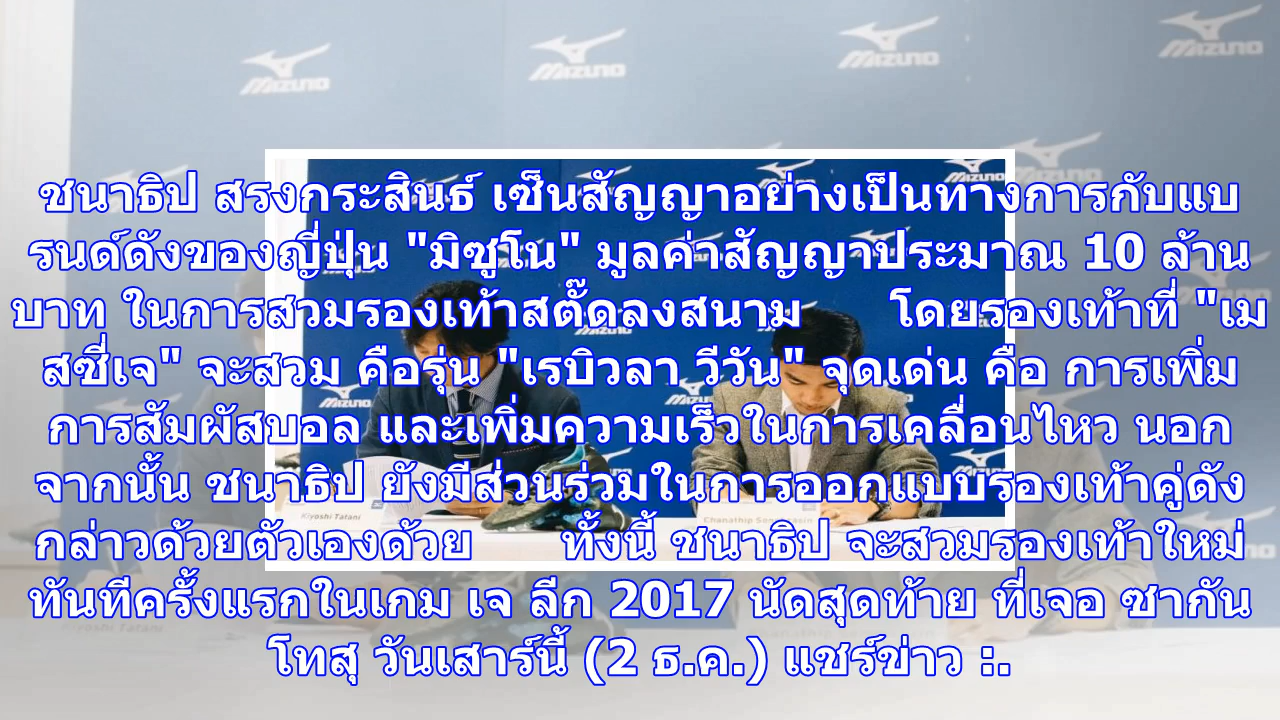 MIZUNO MIZUNO MIZUNO MIZUNO
ชนาธิป สรงกระสินธ์ เซ็นสัญญาอย่างเป็นทางการกับแบ
รนด์ดังของญี่ปุ่น "มิซูโน" มูลค่าสัญญาประมาณ 10 ล้าน
บาท ในการสวมรองเท้าสตั๊ดลงสนาม โดยรองเท้าที่ "เม
สซี่เจ" จะสวม คือรุ่น "เรบิวลา วีวัน" จุดเด่น คือ การเพิ่ม
การสัมผัสบอล และเพิ่มความเร็วในการเคลื่อนไหว นอก
จากนั้น ชนาธิป ยังมีส่วนร่วมในการออกแบบรองเท้าคู่ดัง
Kiyoshi Tatani
กล่าวด้วยตัวเองด้วย ทั้งนี้ ชนาธิป จะสวมรองเท้าใหม่
ทันทีครั้งแรกในเกม เจ ลีก 2017 นัดสุดท้าย ที่เจอ ซากัน
โทสุ วันเสาร์นี้ (2 ธ.ค.) แชร์ข่าว :.